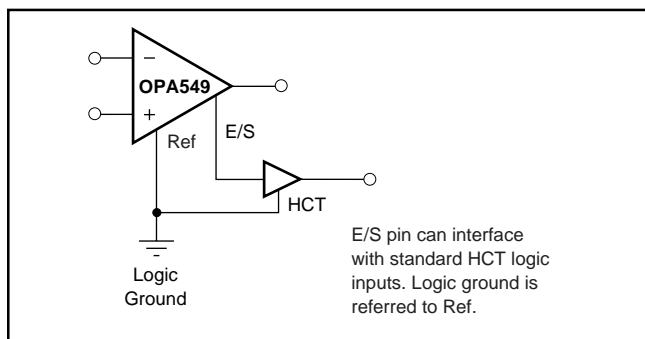 −
OPA549
+
Ref
E/S
HCT
Logic
Ground
E/S pin can interface
with standard HCT logic
inputs. Logic ground is
referred to Ref.